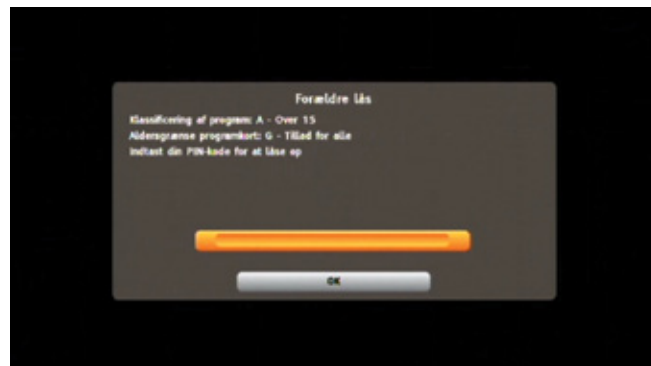 Forældre lås
Klassificering af program: A - Over 15
Aldersgrænse programkort: G - Tillad for alle
Indtast din PIN-kode for at låse op
OK